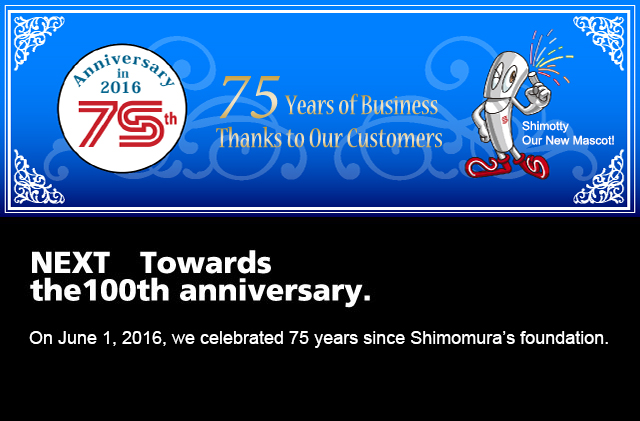 Anniversary
in
2016
75th
75 Years of Business
Thanks to Our Customers
Shimotty
Our New Mascot!
NEXT Towards
the100th anniversary.
On June 1, 2016, we celebrated 75 years since Shimomura’s foundation.